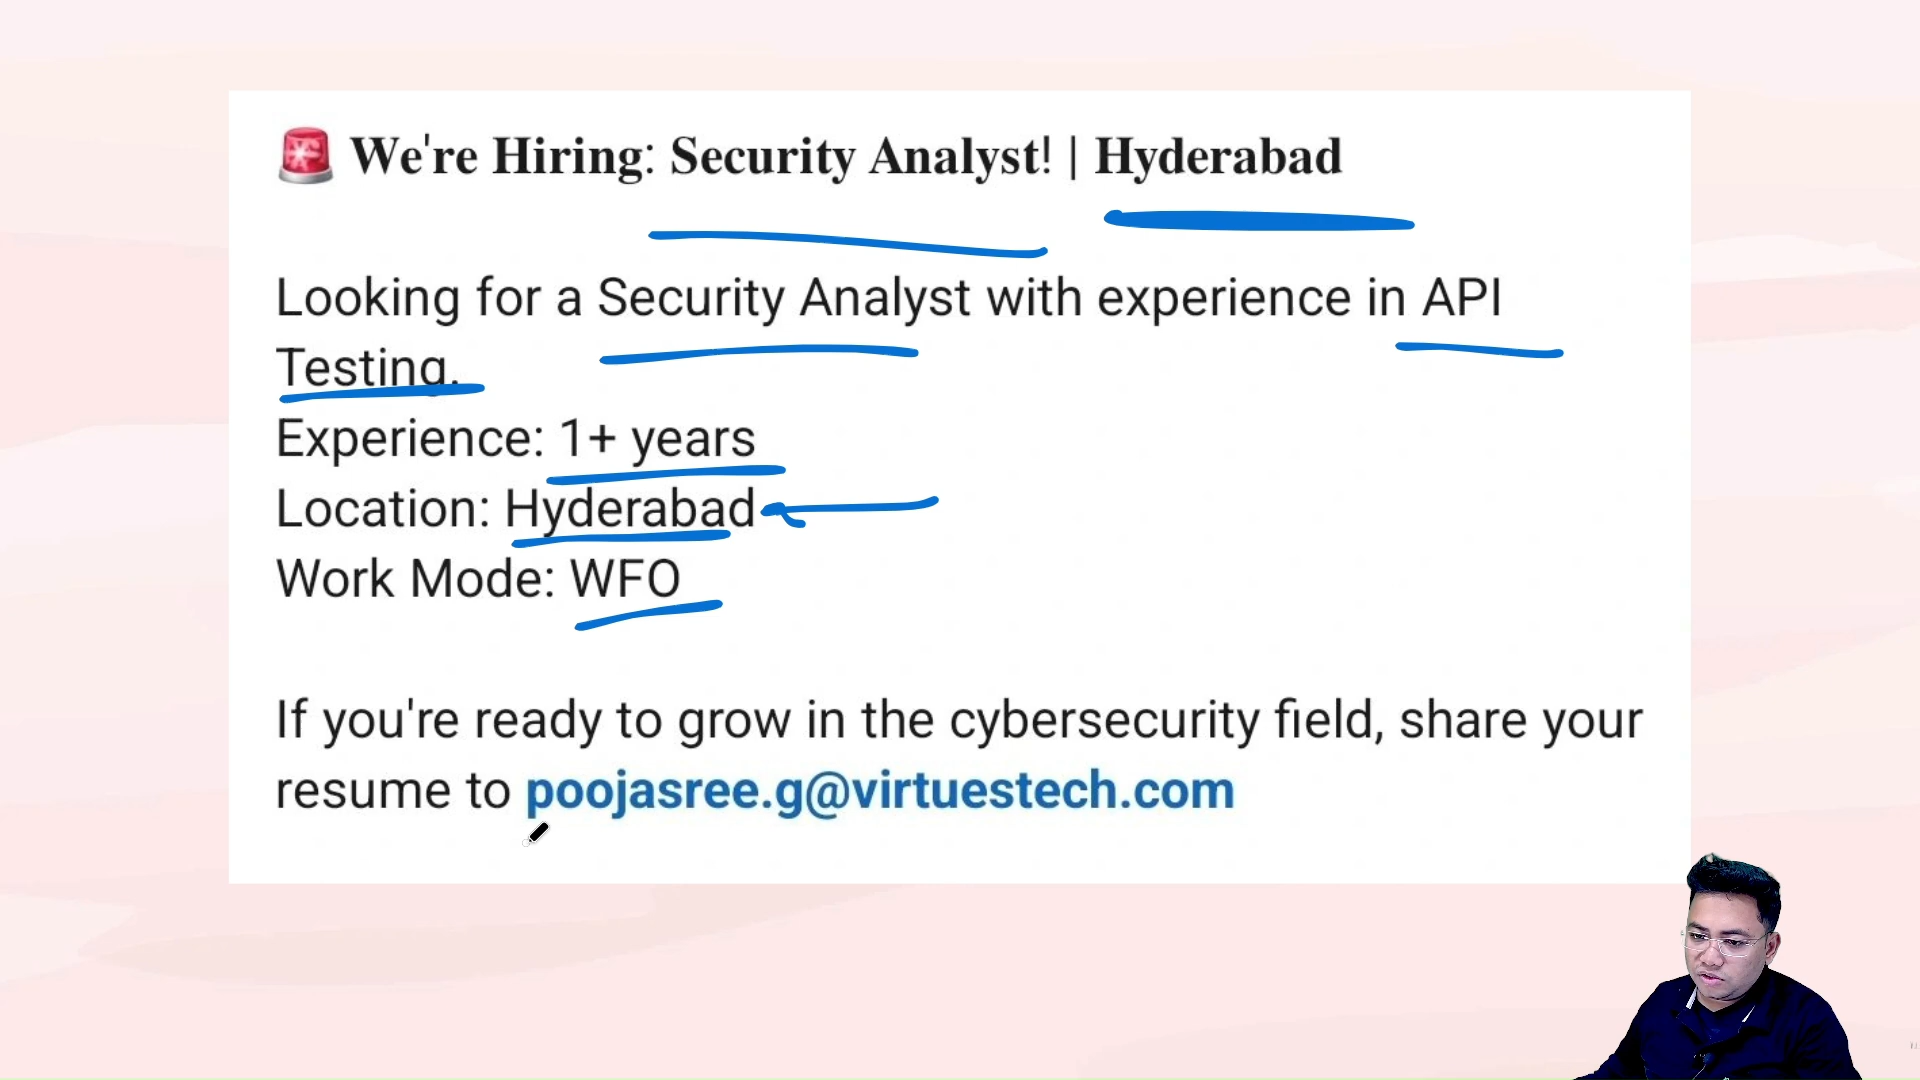 🚨 We're Hiring: Security Analyst! | Hyderabad
Looking for a Security Analyst with experience in API
Testing.
Experience: 1+ years
Location: Hyderabad
Work Mode: WFO
If you're ready to grow in the cybersecurity field, share your
resume to poojasree.g@virtuestech.com